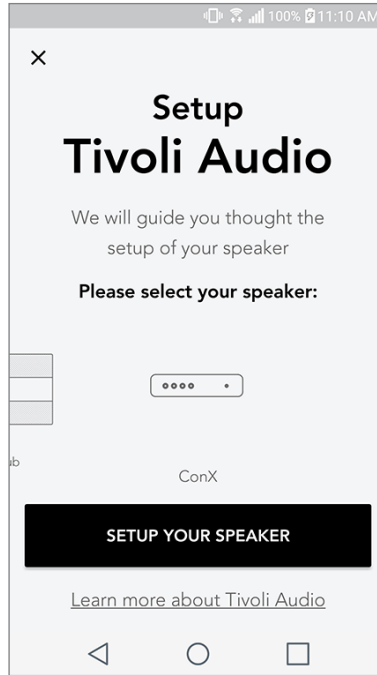 100% 11:10 AM
Setup
Tivoli Audio
We will guide you thought the
setup of your speaker
Please select your speaker:
ub
ConX
SETUP YOUR SPEAKER
Learn more about Tivoli Audio